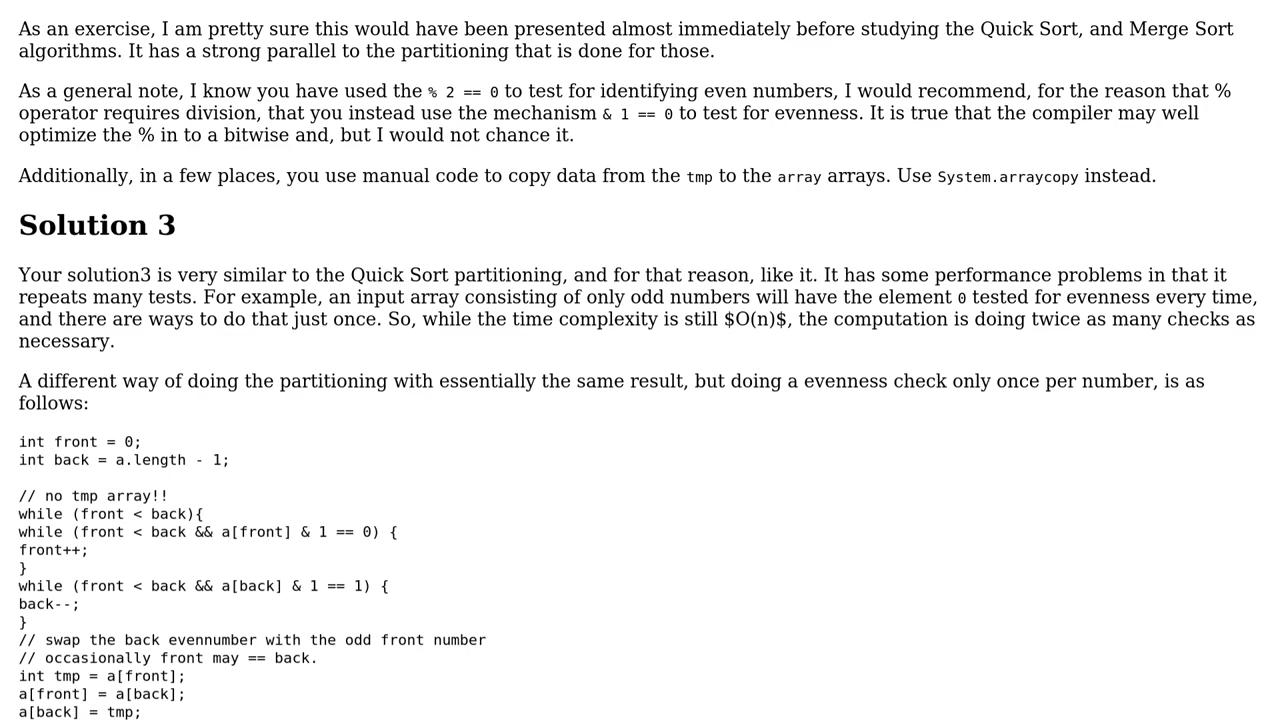 As an exercise, I am pretty sure this would have been presented almost immediately before studying the Quick Sort, and Merge Sort
algorithms. It has a strong parallel to the partitioning that is done for those.
As a general note, I know you have used the % 2 == 0 to test for identifying even numbers, I would recommend, for the reason that %
operator requires division, that you instead use the mechanism & 1 == 0 to test for evenness. It is true that the compiler may well
optimize the % in to a bitwise and, but I would not chance it.
Additionally, in a few places, you use manual code to copy data from the tmp to the array arrays. Use System.arraycopy instead.
Solution 3
Your solution3 is very similar to the Quick Sort partitioning, and for that reason, like it. It has some performance problems in that it
repeats many tests. For example, an input array consisting of only odd numbers will have the element 0 tested for evenness every time,
and there are ways to do that just once. So, while the time complexity is still $O(n)$, the computation is doing twice as many checks as
necessary.
A different way of doing the partitioning with essentially the same result, but doing a evenness check only once per number, is as
follows:
int front = 0;
int back = a.length - 1;
// no tmp array!!
while (front < back){
while (front < back && a[front] & 1 == 0) {
front++;
}
while (front < back && a[back] & 1 == 1) {
back--;
}
// swap the back evennumber with the odd front number
// occasionally front may == back.
int tmp = a[front];
a[front] = a[back];
a[back] = tmp;